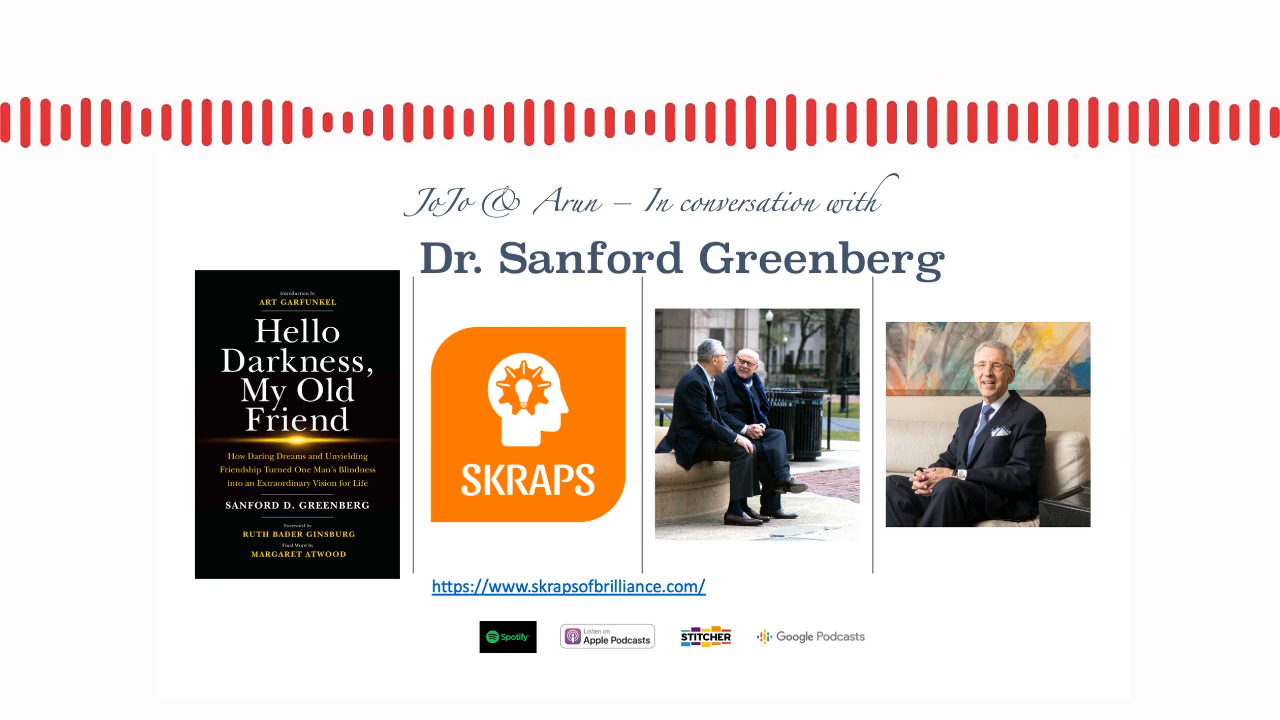 JoJo & Arun – In conversation with
Dr. Sanford Greenberg
Introduction by
ART GARFUNKEL
Hello
Darkness,
My Old
Friend
How Daring Dreams and Unyielding
Friendship Turned One Man's Blindness
into an Extraordinary Vision for Life
SANFORD D. GREENBERG
Foreword by
RUTH BADER GINSBURG
Final Word by
MARGARET ATWOOD
SKRAPS
TRASH
https://www.skrapsofbrilliance.com/
Spotify
Listen on
Apple Podcasts
STITCHER
Google Podcasts